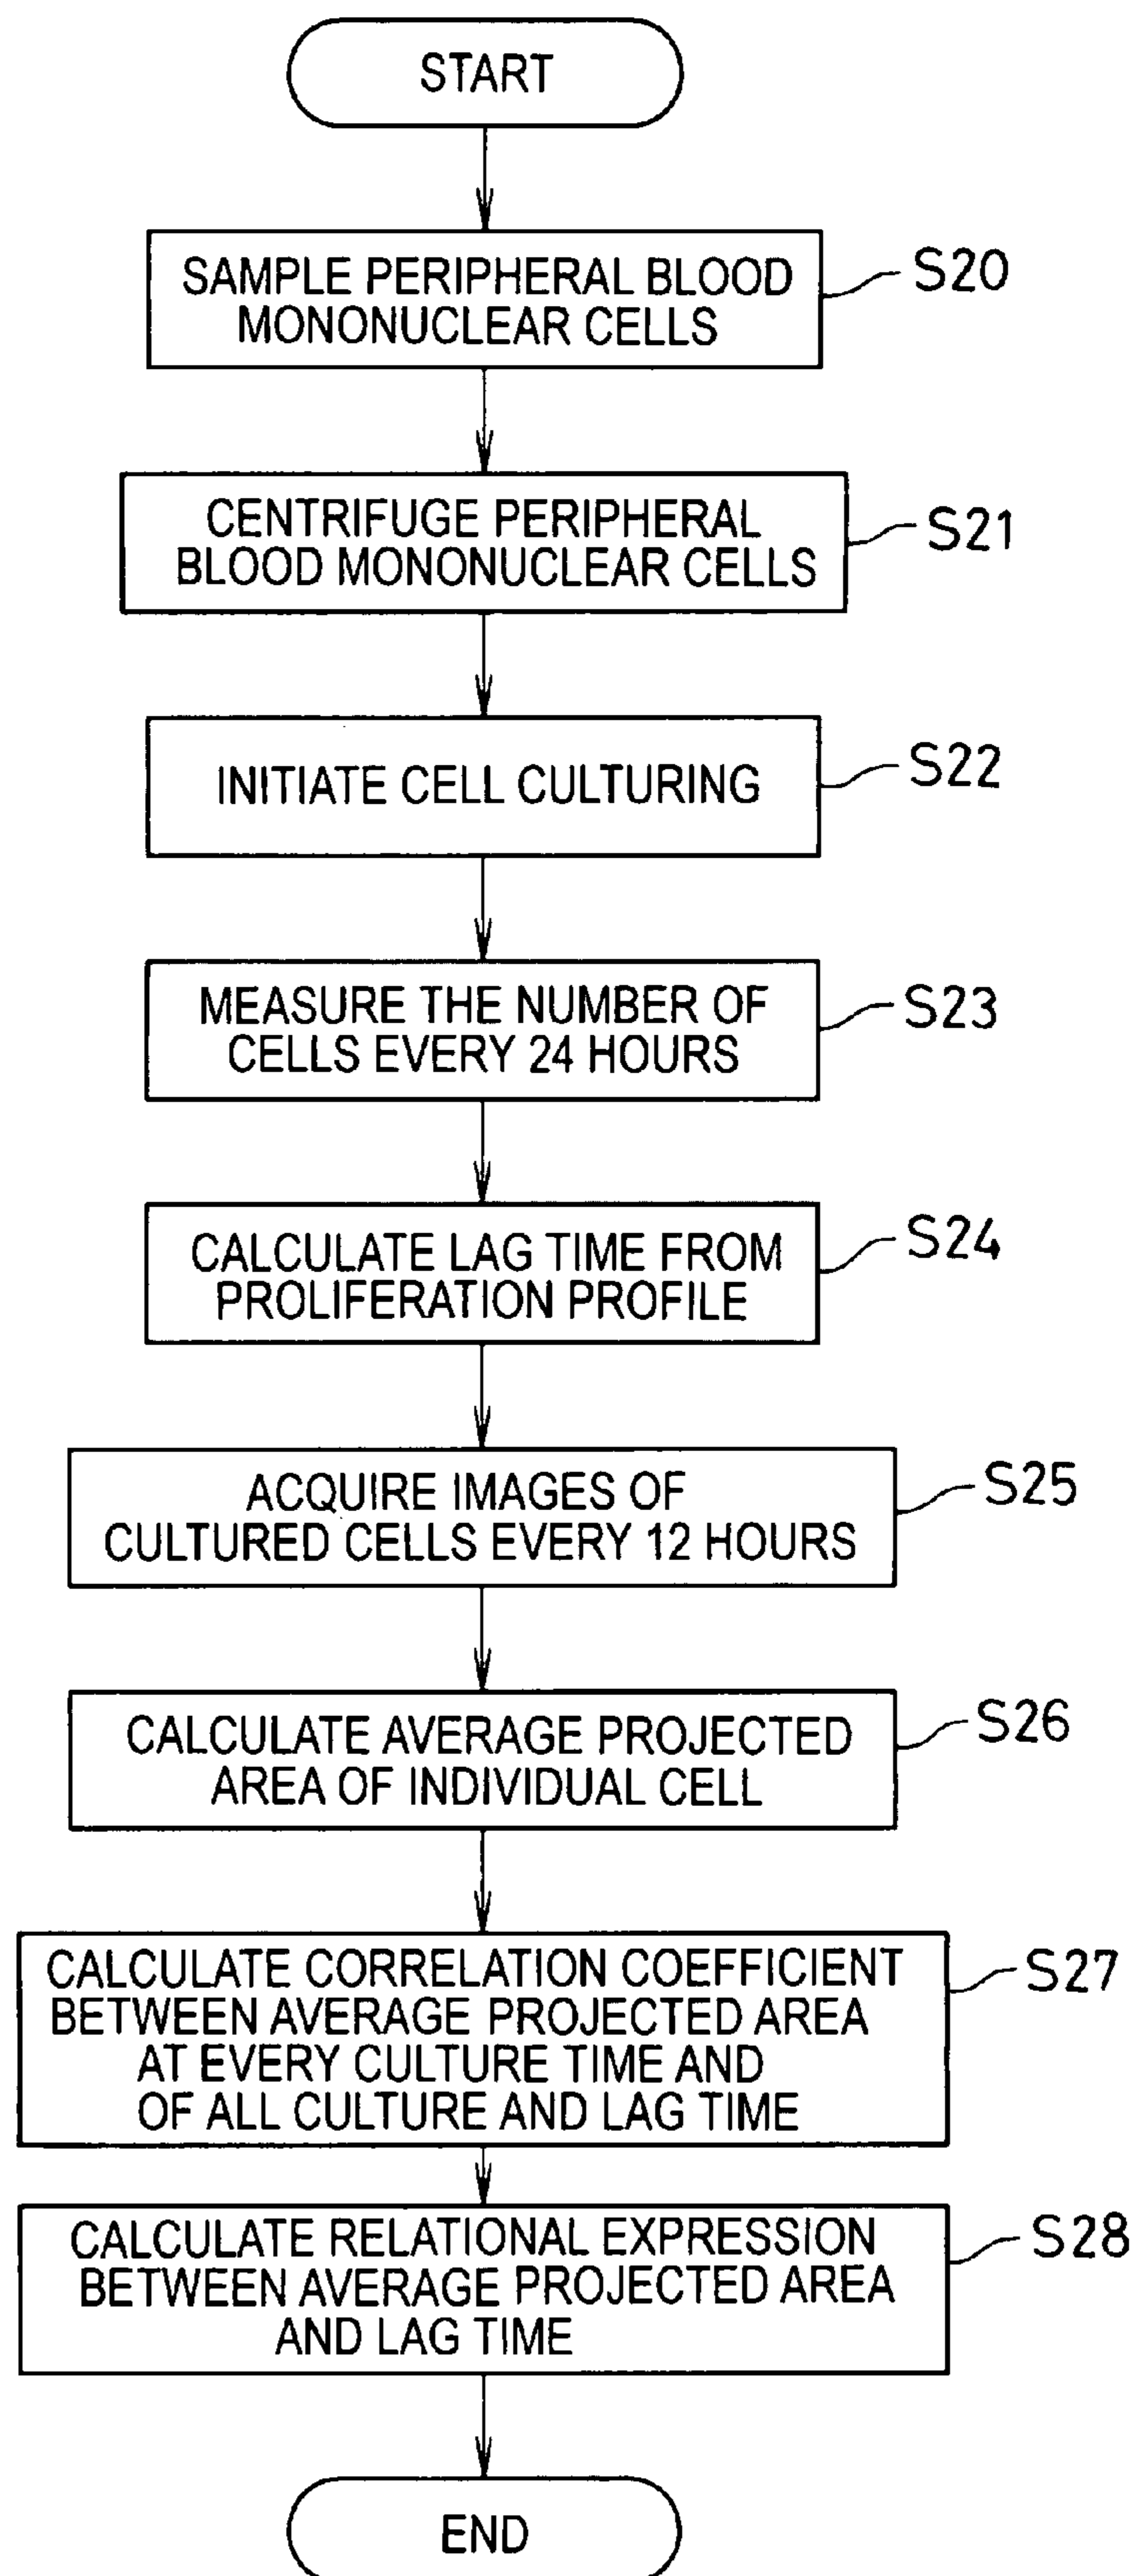 START
SAMPLE PERIPHERAL BLOOD
MONONUCLEAR CELLS
S20
CENTRIFUGE PERIPHERAL
BLOOD MONONUCLEAR CELLS
S21
INITIATE CELL CULTURING
S22
MEASURE THE NUMBER OF
CELLS EVERY 24 HOURS
S23
CALCULATE LAG TIME FROM
PROLIFERATION PROFILE
S24
ACQUIRE IMAGES OF
CULTURED CELLS EVERY 12 HOURS
S25
CALCULATE AVERAGE PROJECTED
AREA OF INDIVIDUAL CELL
S26
CALCULATE CORRELATION COEFFICIENT
BETWEEN AVERAGE PROJECTED AREA
AT EVERY CULTURE TIME AND
OF ALL CULTURE AND LAG TIME
S27
CALCULATE RELATIONAL EXPRESSION
BETWEEN AVERAGE PROJECTED AREA
AND LAG TIME
S28
END